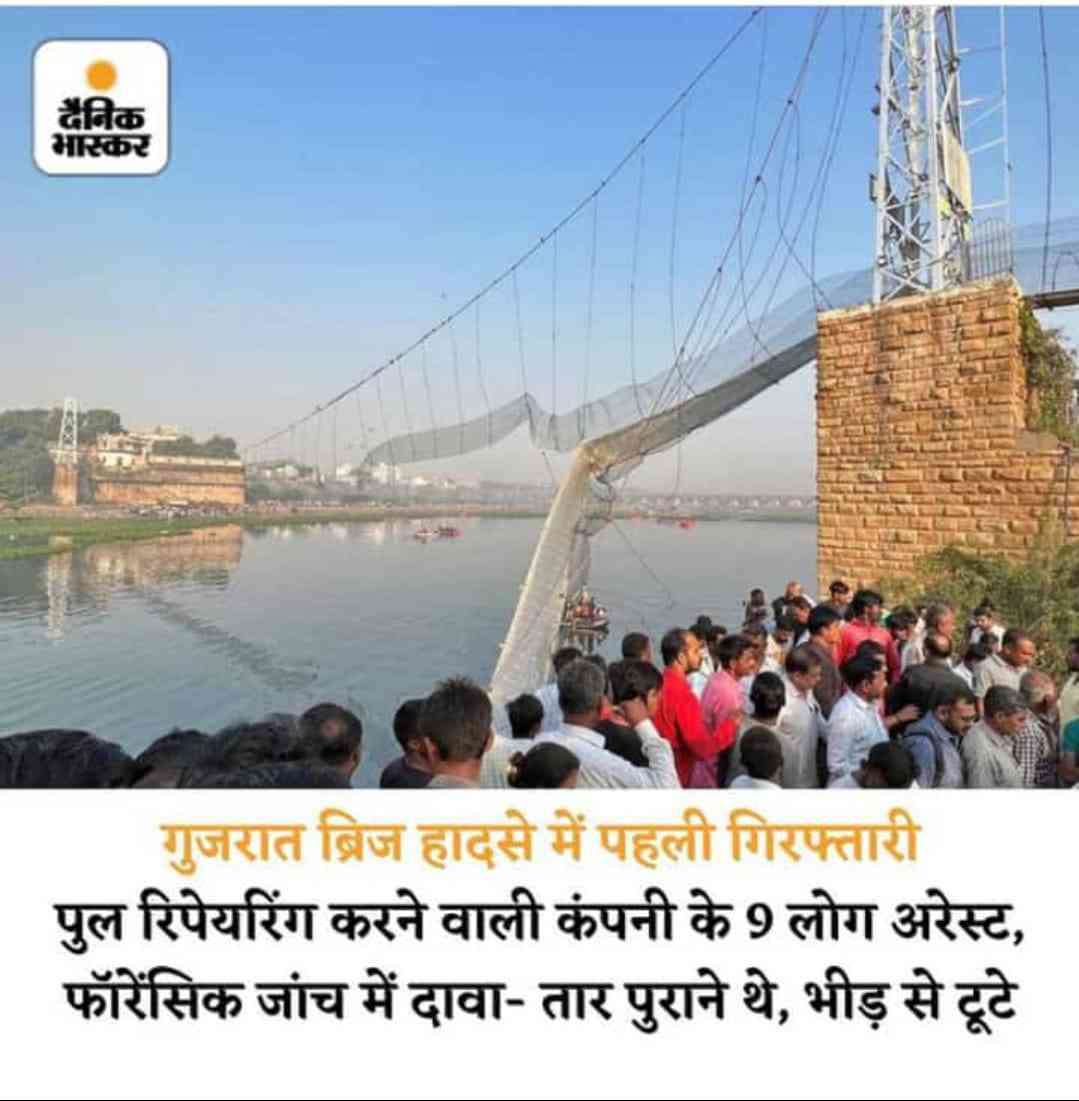 दैनिक
भास्कर
गुजरात ब्रिज हादसे में पहली गिरफ्तारी
पुल रिपेयरिंग करने वाली कंपनी के 9 लोग अरेस्ट,
फॉरेंसिक जांच में दावा- तार पुराने थे, भीड़ से टूटे